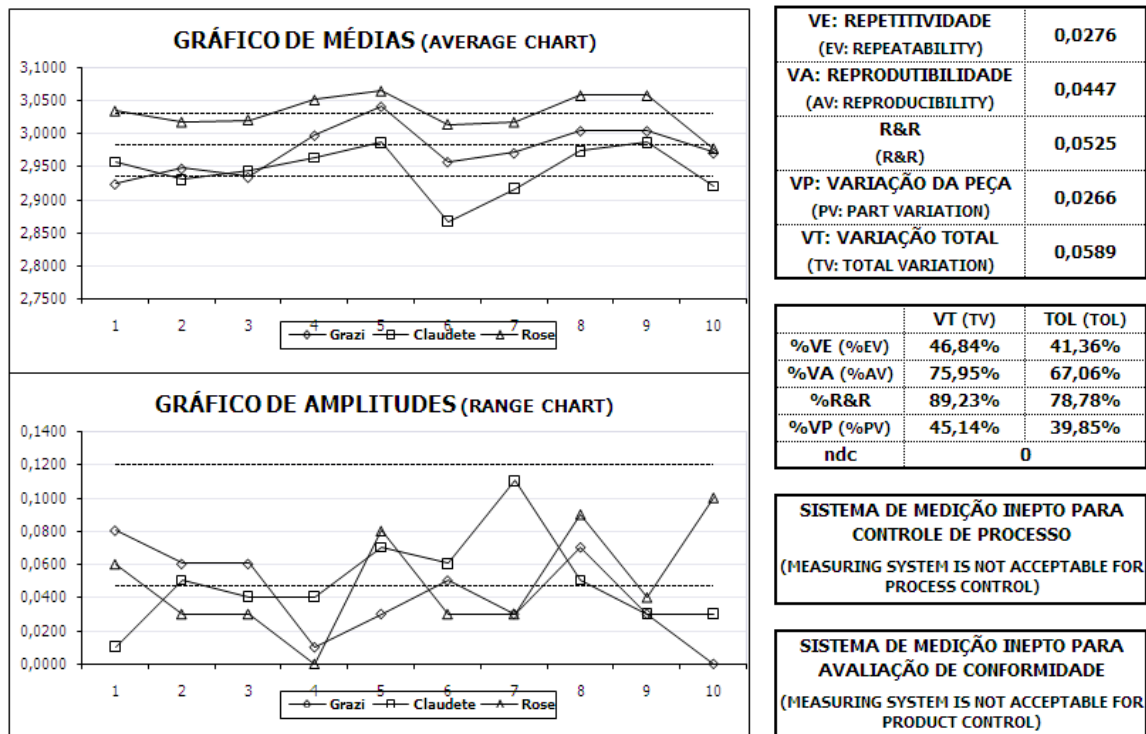 GRÁFICO DE MÉDIAS (AVERAGE CHART)
3,1000
3,0500
3,0000
2,9500
2,9000
2,8500
2,8000
2,7500
1 2 3 4 5 6 7 8 9 10
Grazi Claudete Rose
GRÁFICO DE AMPLITUDES (RANGE CHART)
0,1400
0,1200
0,1000
0,0800
0,0600
0,0400
0,0200
0,0000
1 2 3 4 5 6 7 8 9 10
Grazi Claudete Rose
VE: REPETITIVIDADE
(EV: REPEATABILITY)
0,0276
VA: REPRODUTIBILIDADE
(AV: REPRODUCIBILITY)
0,0447
R&R
(R&R)
0,0525
VP: VARIAÇÃO DA PEÇA
(PV: PART VARIATION)
0,0266
VT: VARIAÇÃO TOTAL
(TV: TOTAL VARIATION)
0,0589
VT (TV) TOL (TOL)
%VE (%EV) 46,84% 41,36%
%VA (%AV) 75,95% 67,06%
%R&R 89,23% 78,78%
%VP (%PV) 45,14% 39,85%
ndc 0
SISTEMA DE MEDIÇÃO INEPTO PARA
CONTROLE DE PROCESSO
(MEASURING SYSTEM IS NOT ACCEPTABLE FOR
PROCESS CONTROL)
SISTEMA DE MEDIÇÃO INEPTO PARA
AVALIAÇÃO DE CONFORMIDADE
(MEASURING SYSTEM IS NOT ACCEPTABLE FOR
PRODUCT CONTROL)